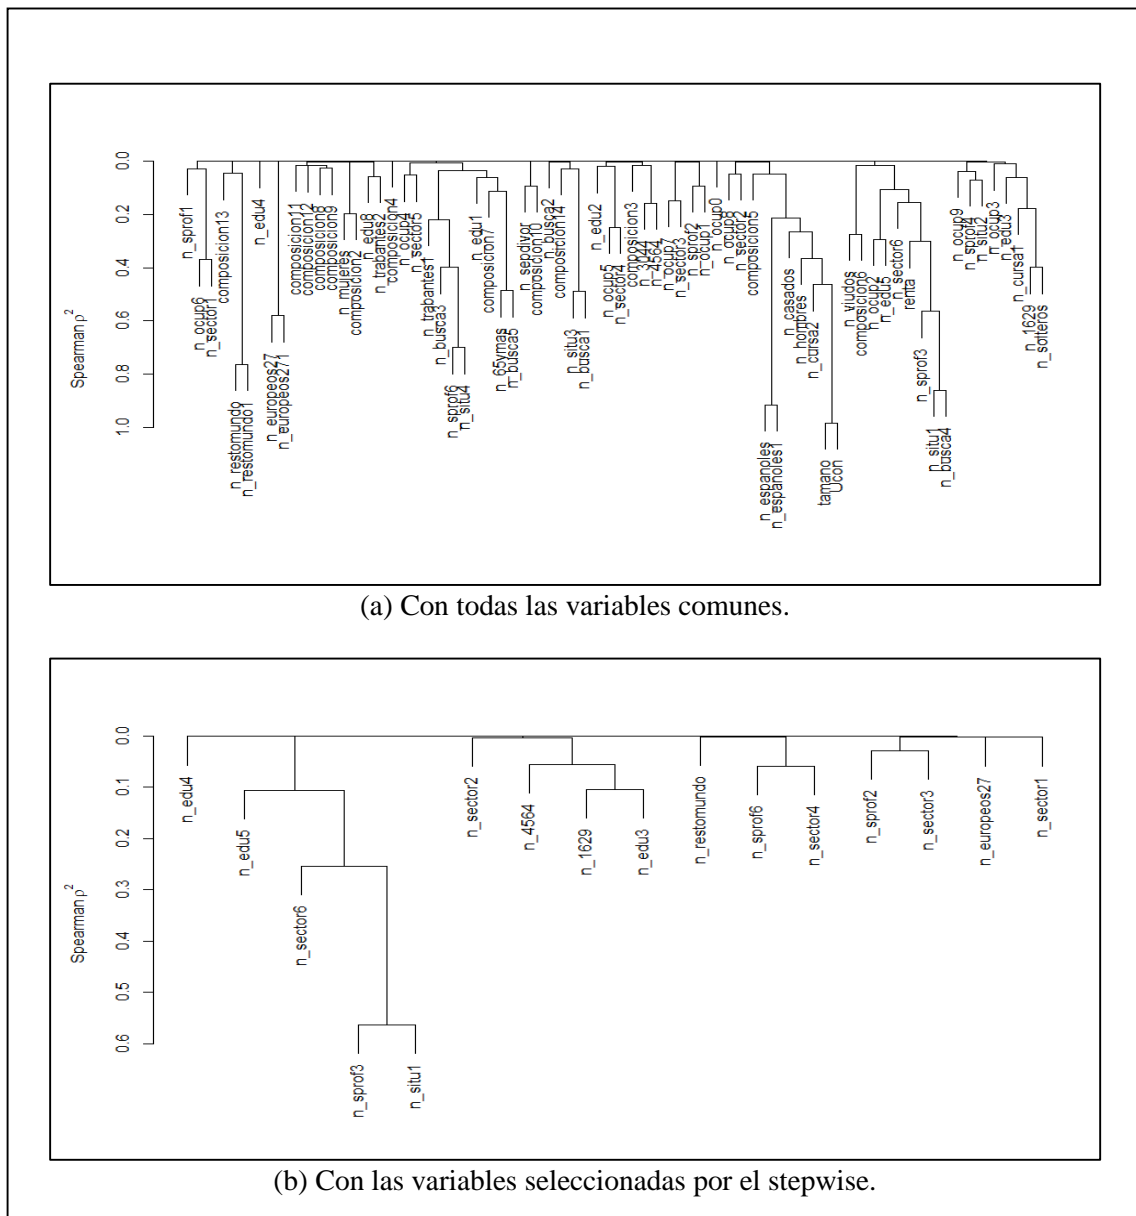 0.0
0.2
0.4
0.6
0.8
1.0
Spearman ρ²
n_sprof1
n_ocup6
n_sector1
composicion13
n_restomundo
n_restomundo1
n_edu4
n_europeos27
n_europeos271
composicion11
composicion12
composicion8
composicion9
n_mujeres
composicion2
n_edu8
n_trabantes2
composicion4
n_ocup4
n_sector5
n_trabantes1
n_busca3
n_sprof6
n_situ4
n_edu1
composicion7
n_65ymas
n_busca5
n_sepdivor
composicion10
n_busca2
composicion14
n_situ3
n_busca1
n_edu2
n_ocup5
n_sector4
composicion3
n_3044
n_4564
n_ocup7
n_sector3
n_sprof2
n_ocup1
n_ocup0
n_ocup8
n_sector2
composicion5
n_espanoles
n_espanoles1
n_casados
n_hombres
n_cursa2
tamano
Ucon
n_viudos
composicion6
n_ocup2
n_edu5
n_sector6
renta
n_sprof3
n_situ1
n_busca4
n_ocup9
n_sprof4
n_situ2
n_ocup3
n_edu3
n_cursa1
n_1629
n_solteros
(a) Con todas las variables comunes.
0.0
0.1
0.2
0.3
0.4
0.5
0.6
Spearman ρ²
n_edu4
n_edu5
n_sector6
n_sprof3
n_situ1
n_sector2
n_4564
n_1629
n_edu3
n_restomundo
n_sprof6
n_sector4
n_sprof2
n_sector3
n_europeos27
n_sector1
(b) Con las variables seleccionadas por el stepwise.